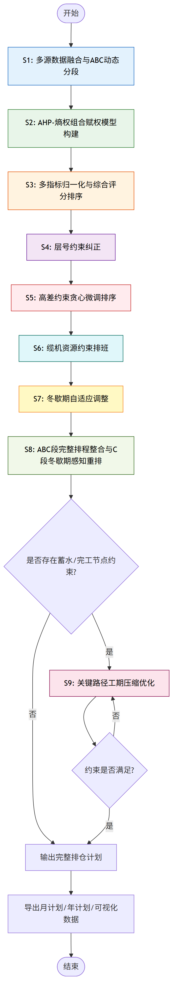 开始
S1: 多源数据融合与ABC动态
分段
S2: AHP-熵权组合赋权模型
构建
S3: 多指标归一化与综合评
分排序
S4: 层号约束纠正
S5: 高差约束贪心微调排序
S6: 缆机资源约束排班
S7: 冬歇期自适应调整
S8: ABC段完整排程整合与C
段冬歇期感知重排
是否存在蓄水/完工节点约
束?
是
S9: 关键路径工期压缩优化
否
否
约束是否满足?
是
输出完整排仓计划
导出月计划/年计划/可视化
数据
结束